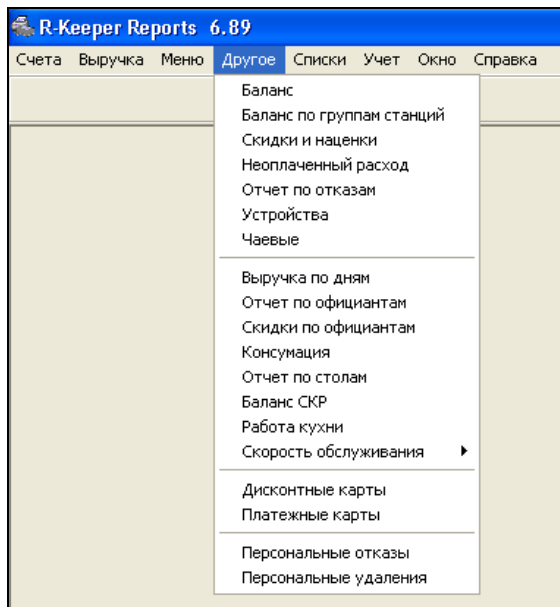 R-Keeper Reports 6.89
Счета Выручка Меню Другое Списки Учет Окно Справка
Баланс
Баланс по группам станций
Скидки и наценки
Неоплаченный расход
Отчет по отказам
Устройства
Чаевые
Выручка по дням
Отчет по официантам
Скидки по официантам
Консумация
Отчет по столам
Баланс СКР
Работа кухни
Скорость обслуживания
Дисконтные карты
Платежные карты
Персональные отказы
Персональные удаления